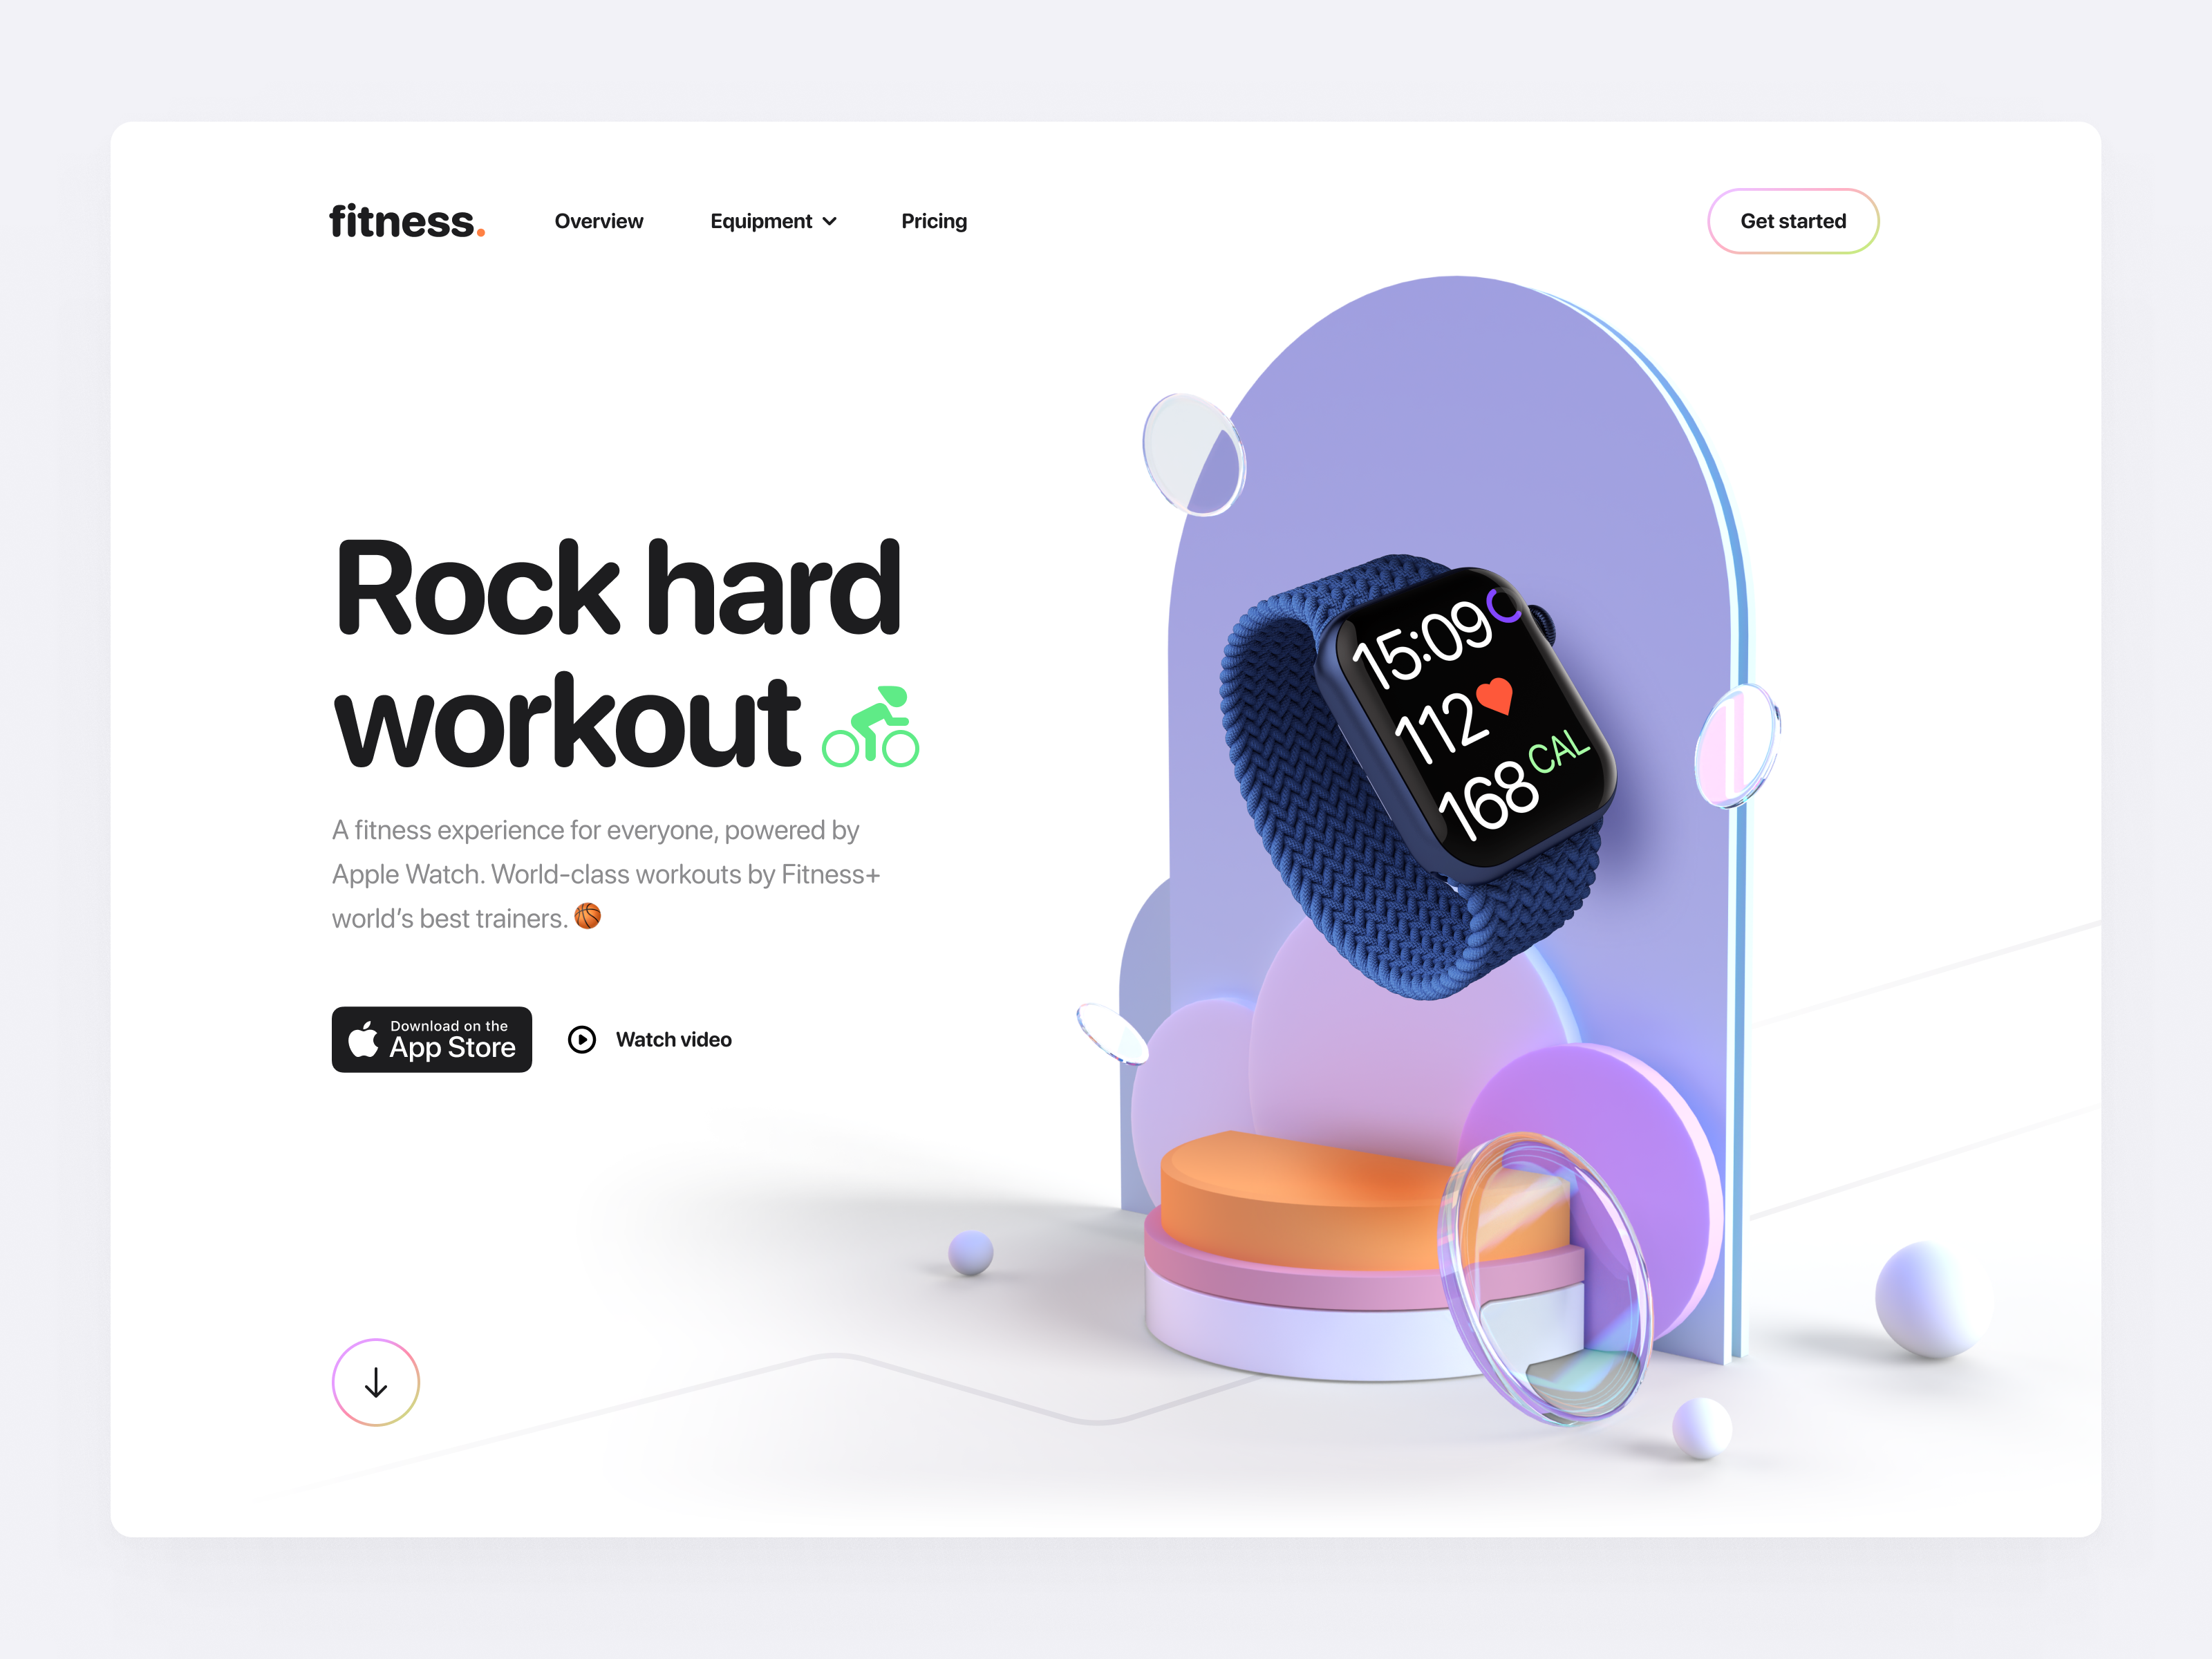 fitness.
Overview
Equipment
Pricing
Get started
Rock hard
workout
A fitness experience for everyone, powered by
Apple Watch. World-class workouts by Fitness+
world’s best trainers. 🏀
Download on the
App Store
Watch video
15:09
112
168 CAL